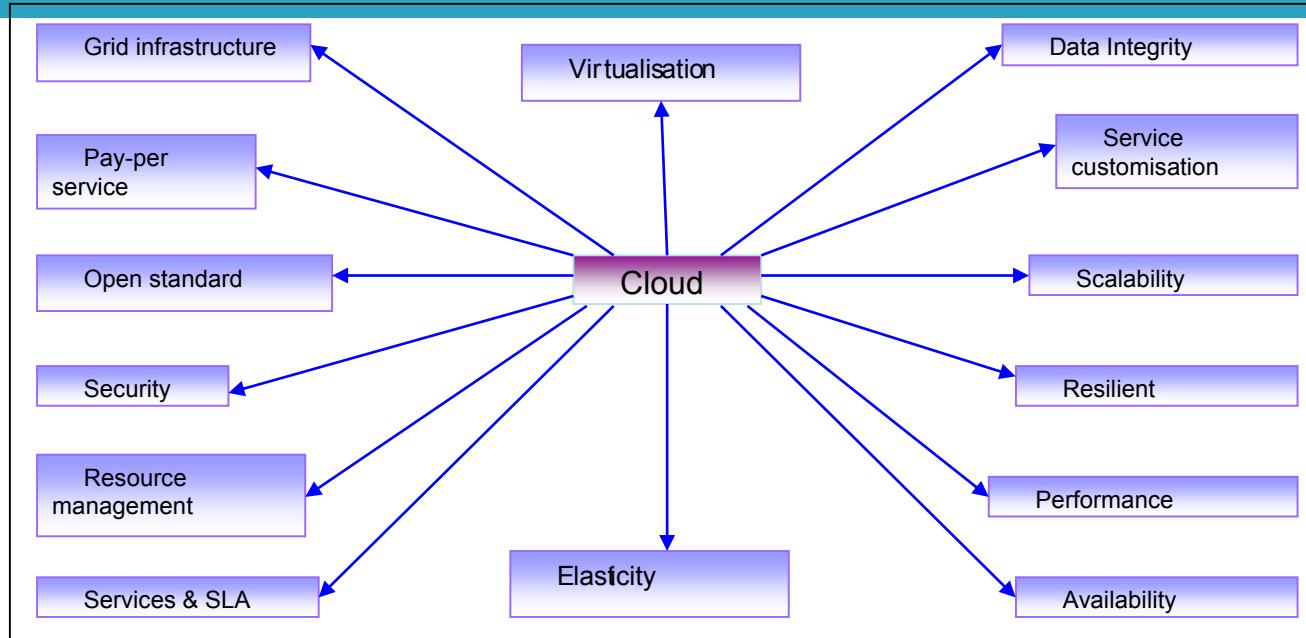 Grid infrastructure
Virtualisation
Data Integrity
Pay-per
service
Service
customisation
Open standard
Cloud
Scalability
Security
Resilient
Resource
management
Performance
Elasticity
Services & SLA
Availability